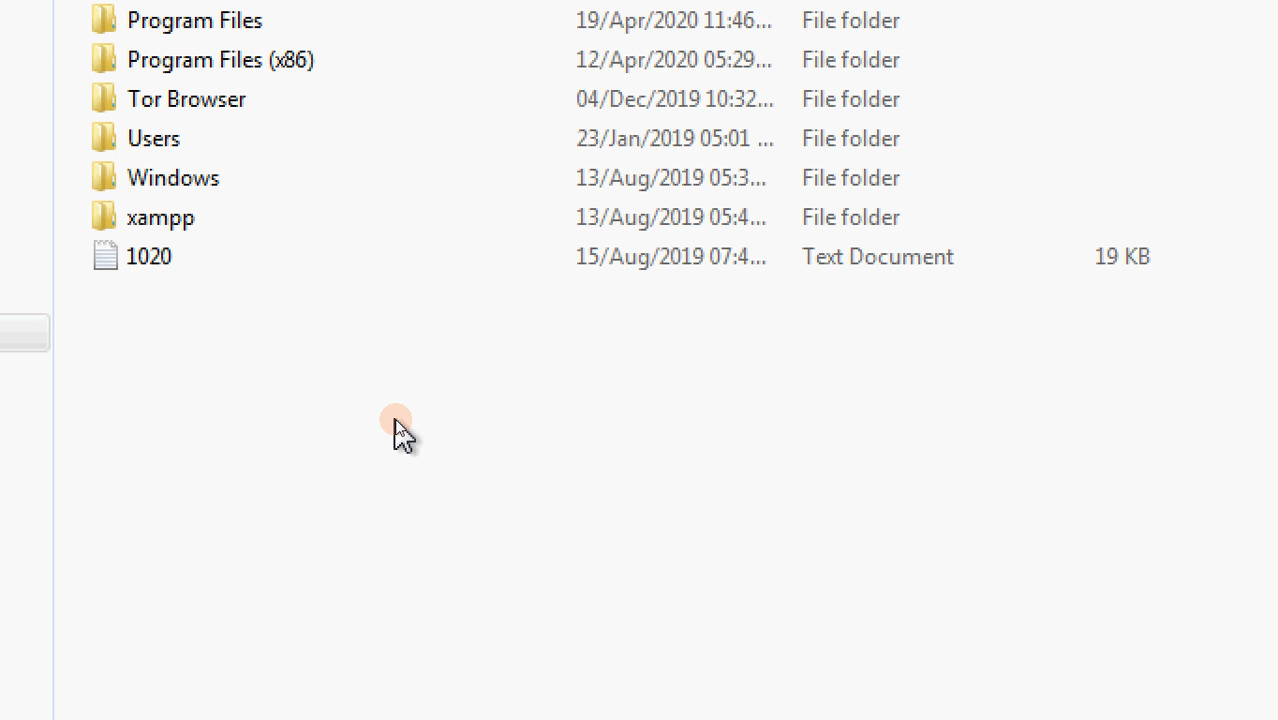 Program Files 19/Apr/2020 11:46... File folder
Program Files (x86) 12/Apr/2020 05:29... File folder
Tor Browser 04/Dec/2019 10:32... File folder
Users 23/Jan/2019 05:01 ... File folder
Windows 13/Aug/2019 05:3... File folder
xampp 13/Aug/2019 05:4... File folder
1020 15/Aug/2019 07:4... Text Document 19 KB